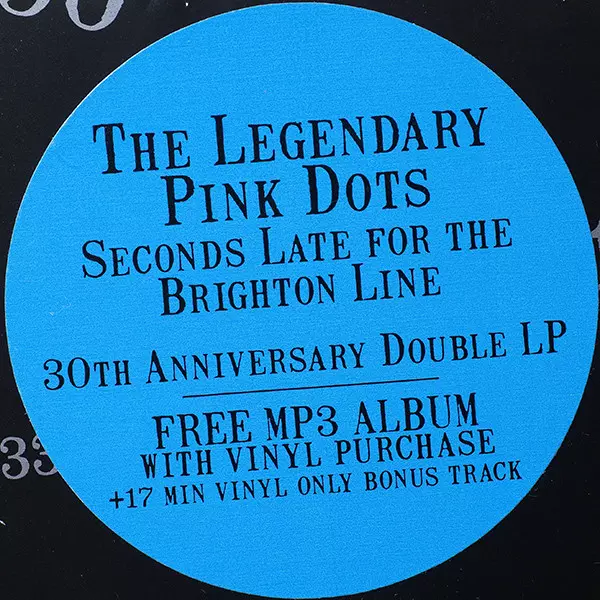 The Legendary
Pink Dots
Seconds Late for the
Brighton Line
30th Anniversary Double LP
FREE MP3 ALBUM
WITH VINYL PURCHASE
+17 MIN VINYL ONLY BONUS TRACK
33